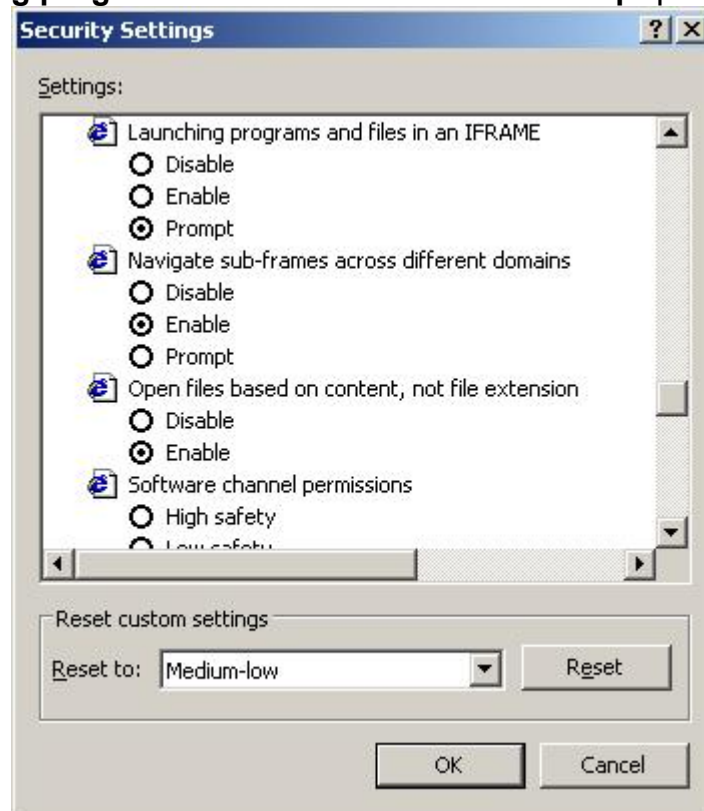 Security Settings
Settings:
Launching programs and files in an IFRAME
Disable
Enable
Prompt
Navigate sub-frames across different domains
Disable
Enable
Prompt
Open files based on content, not file extension
Disable
Enable
Software channel permissions
High safety
Low safety
Reset custom settings
Reset to: Medium-low Reset
OK Cancel